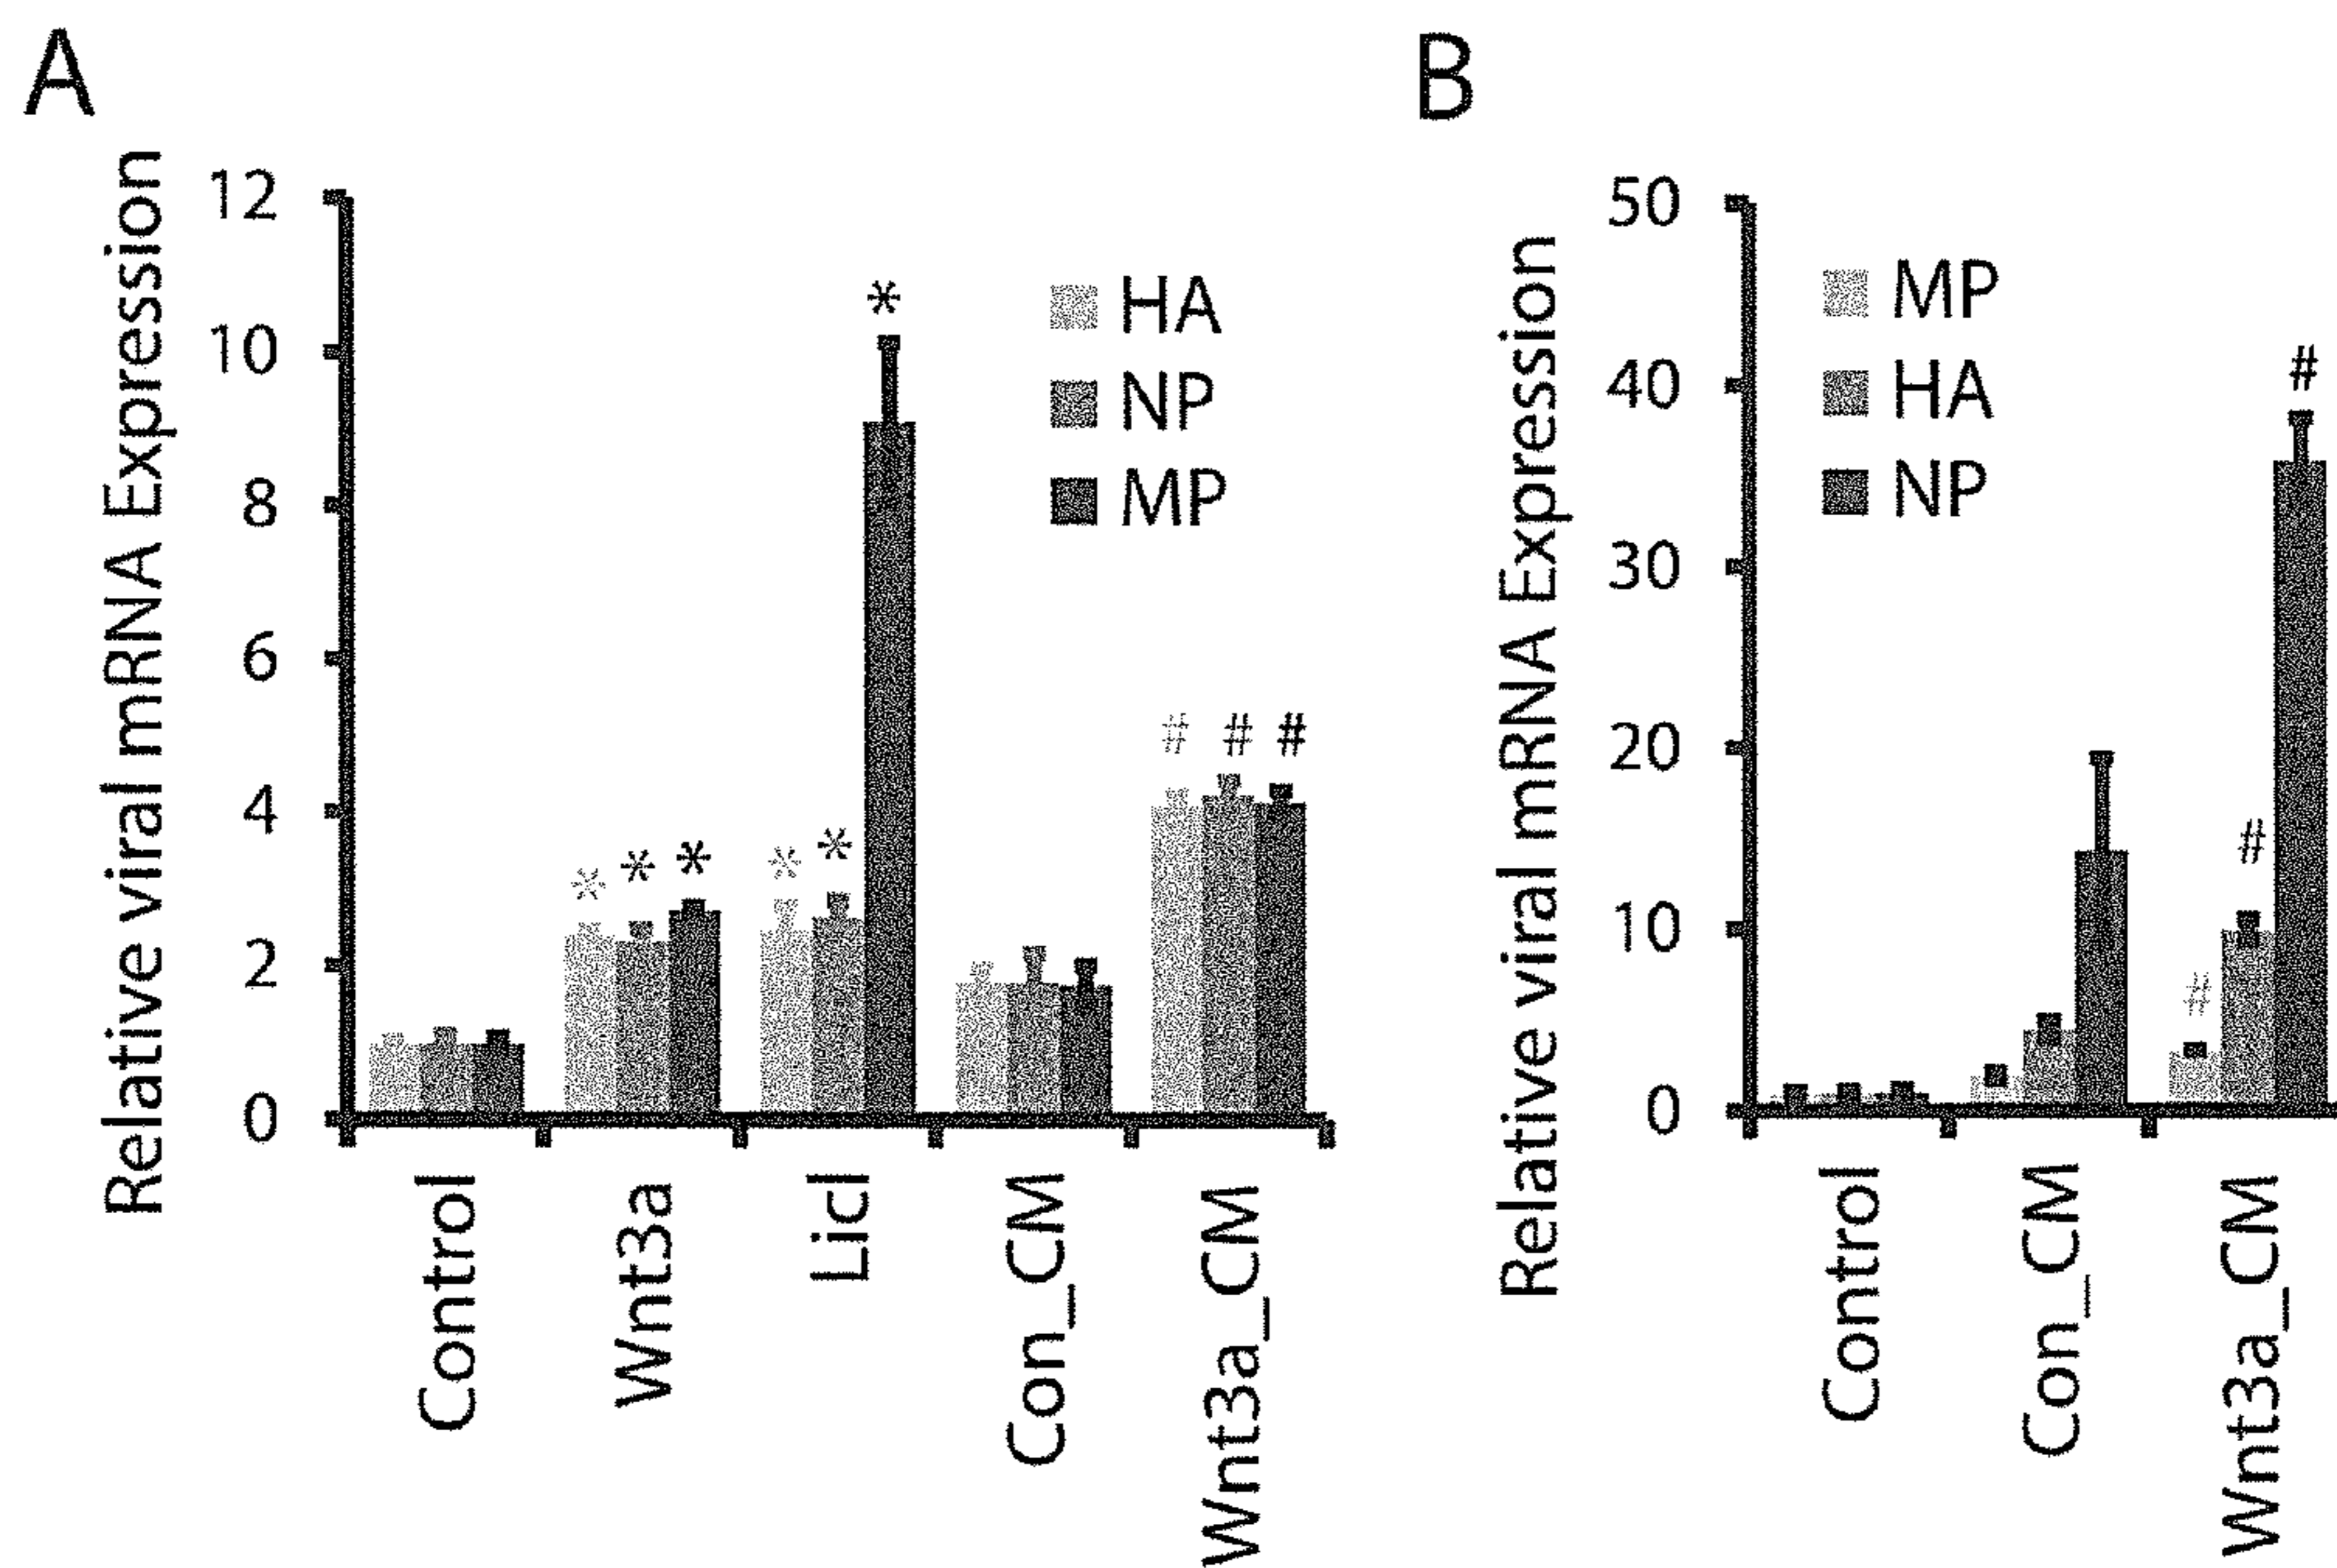 A
Relative viral mRNA Expression
12
10
8
6
4
2
0
*
*
*
*
*
*
#
#
#
HA
NP
MP
Control
Wnt3a
Licl
Con_CM
Wnt3a_CM
B
Relative viral mRNA Expression
50
40
30
20
10
0
MP
HA
NP
#
#
#
Control
Con_CM
Wnt3a_CM